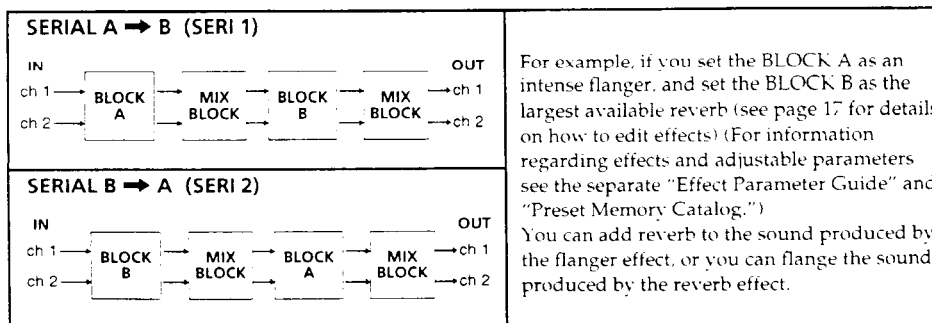 SERIAL A ➡ B (SERI 1)
IN
OUT
ch 1
ch 2
BLOCK
A
MIX
BLOCK
BLOCK
B
MIX
BLOCK
ch 1
ch 2
SERIAL B ➡ A (SERI 2)
IN
OUT
ch 1
ch 2
BLOCK
B
MIX
BLOCK
BLOCK
A
MIX
BLOCK
ch 1
ch 2
For example, if you set the BLOCK A as an
intense flanger, and set the BLOCK B as the
largest available reverb (see page 17 for details
on how to edit effects) (For information
regarding effects and adjustable parameters
see the separate "Effect Parameter Guide" and
"Preset Memory Catalog.")
You can add reverb to the sound produced by
the flanger effect, or you can flange the sound
produced by the reverb effect.